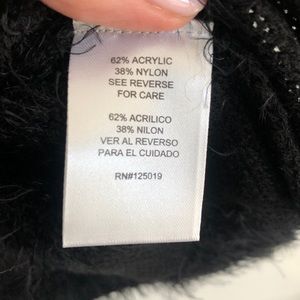 62% ACRYLIC
38% NYLON
SEE REVERSE
FOR CARE
62% ACRILICO
38% NILON
VER AL REVERSO
PARA EL CUIDADO
RN#125019